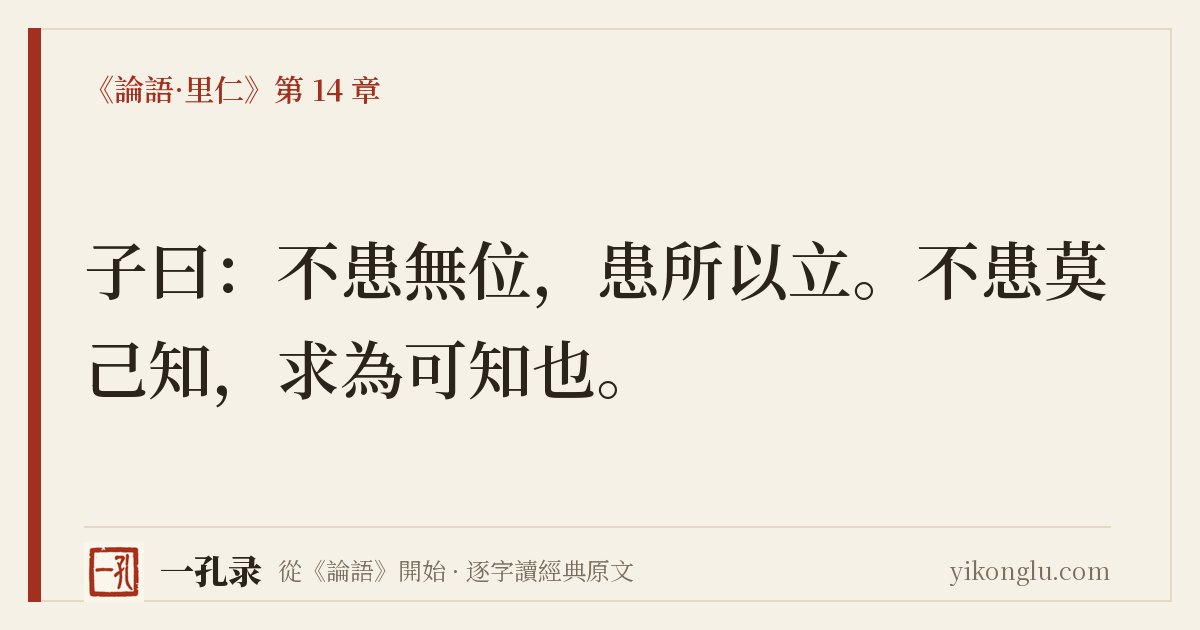 《論語·里仁》第 14 章
子曰：不患無位，患所以立。不患莫
己知，求為可知也。
一孔
一孔录
從《論語》開始 · 逐字讀經典原文
yikonglu.com